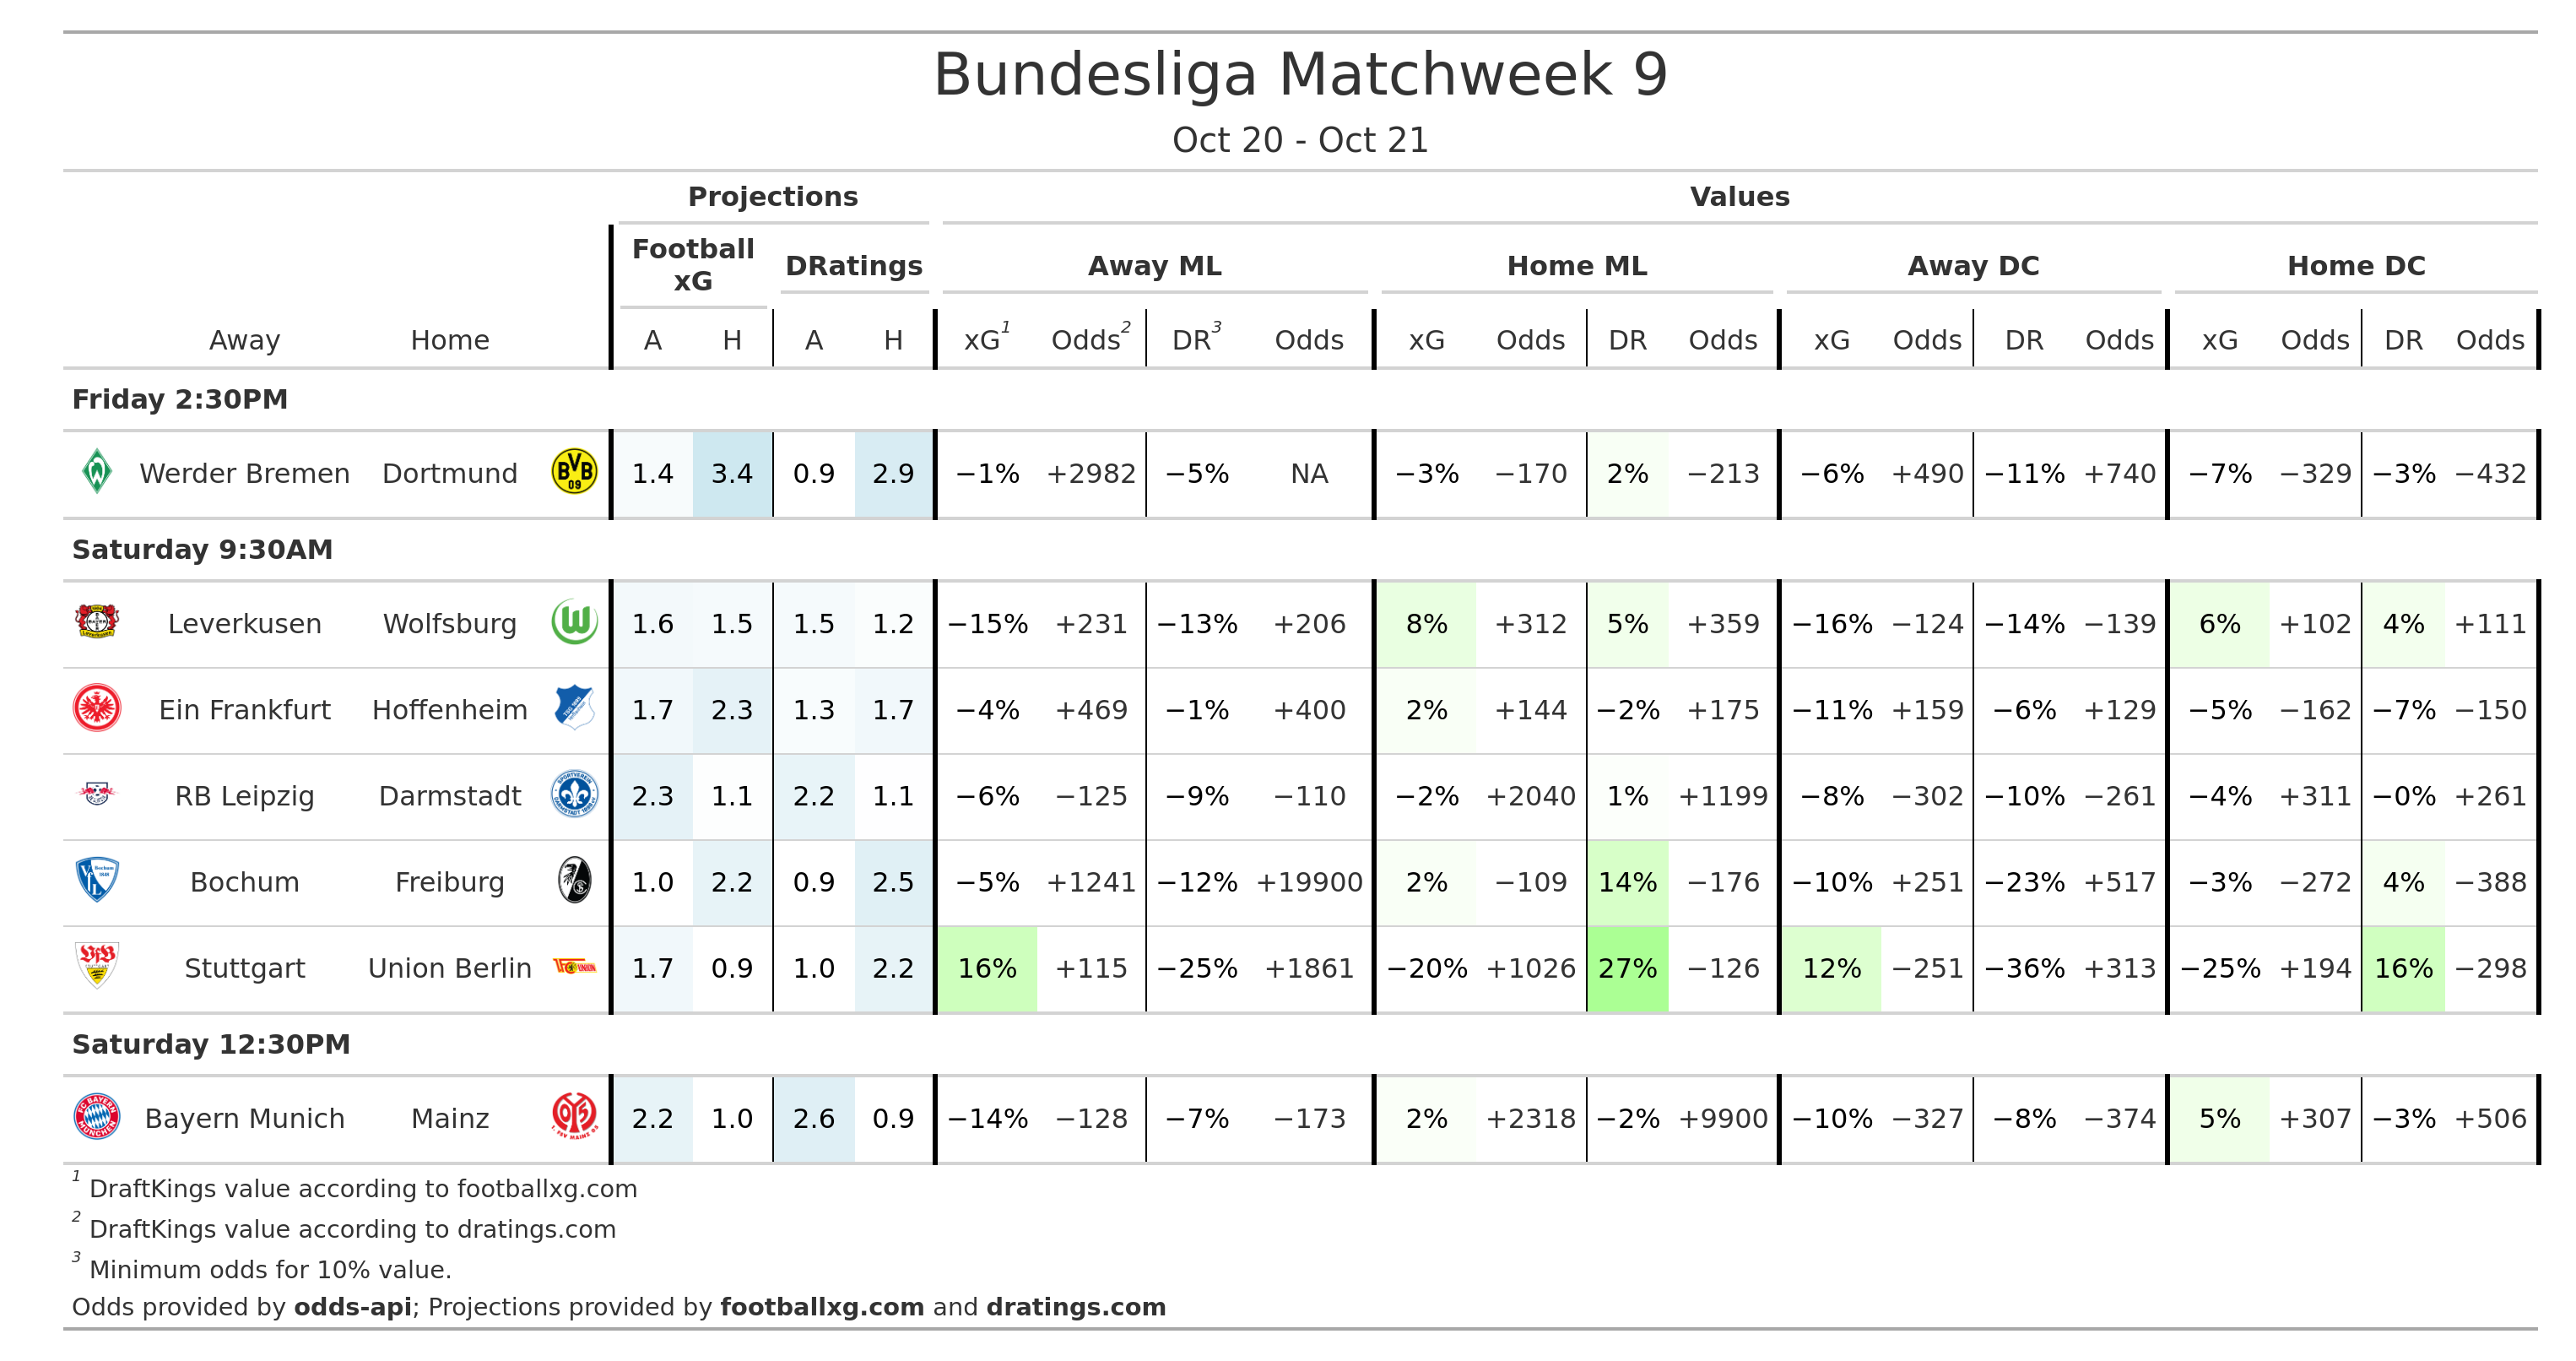 Bundesliga Matchweek 9
Oct 20 - Oct 21
Projections Values
Football xG DRatings Away ML Home ML Away DC Home DC
Away Home A H A H xG1 Odds2 DR3 Odds xG Odds DR Odds xG Odds DR Odds xG Odds DR Odds
Friday 2:30PM
Werder Bremen Dortmund BVB 09 1.4 3.4 0.9 2.9 −1% +2982 −5% NA −3% −170 2% −213 −6% +490 −11% +740 −7% −329 −3% −432
Saturday 9:30AM
Leverkusen Wolfsburg 1.6 1.5 1.5 1.2 −15% +231 −13% +206 8% +312 5% +359 −16% −124 −14% −139 6% +102 4% +111
Ein Frankfurt Hoffenheim 1.7 2.3 1.3 1.7 −4% +469 −1% +400 2% +144 −2% +175 −11% +159 −6% +129 −5% −162 −7% −150
RB Leipzig Darmstadt 2.3 1.1 2.2 1.1 −6% −125 −9% −110 −2% +2040 1% +1199 −8% −302 −10% −261 −4% +311 −0% +261
Bochum Freiburg 1.0 2.2 0.9 2.5 −5% +1241 −12% +19900 2% −109 14% −176 −10% +251 −23% +517 −3% −272 4% −388
Stuttgart Union Berlin 1.7 0.9 1.0 2.2 16% +115 −25% +1861 −20% +1026 27% −126 12% −251 −36% +313 −25% +194 16% −298
Saturday 12:30PM
Bayern Munich Mainz 2.2 1.0 2.6 0.9 −14% −128 −7% −173 2% +2318 −2% +9900 −10% −327 −8% −374 5% +307 −3% +506
1 DraftKings value according to footballxg.com
2 DraftKings value according to dratings.com
3 Minimum odds for 10% value.
Odds provided by odds-api; Projections provided by footballxg.com and dratings.com